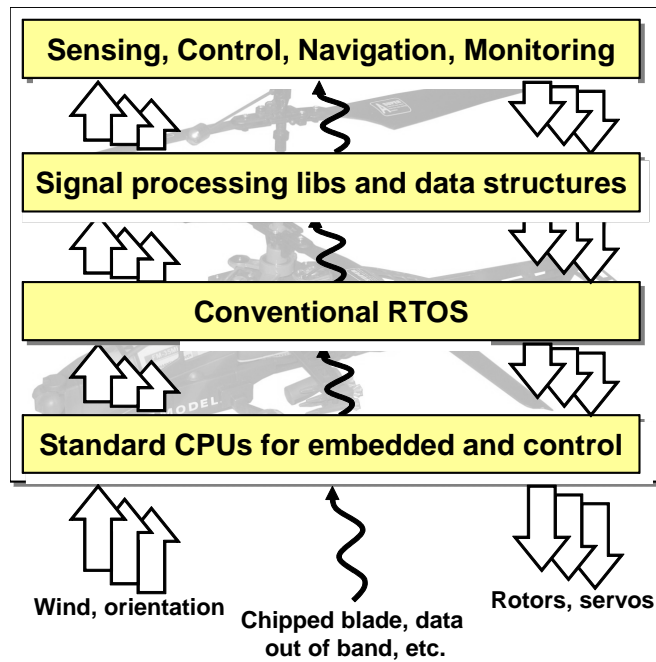 Sensing, Control, Navigation, Monitoring
Signal processing libs and data structures
Conventional RTOS
MODEL
Standard CPUs for embedded and control
Wind, orientation
Chipped blade, data
out of band, etc.
Rotors, servos